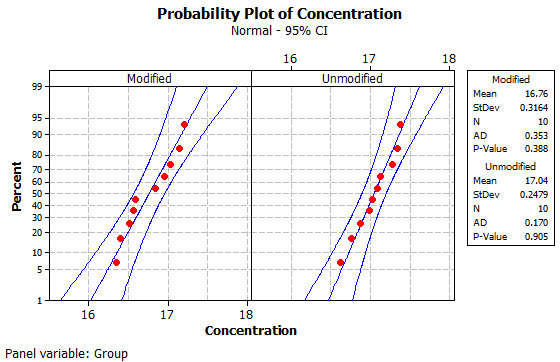 Probability Plot of Concentration
Normal - 95% CI
16 17 18
Modified Unmodified
99
95
90
80
70
60
50
40
30
20
10
5
1
Percent
16 17 18
16 17 18
Concentration
Modified
Mean 16.76
StDev 0.3164
N 10
AD 0.353
P-Value 0.388
Unmodified
Mean 17.04
StDev 0.2479
N 10
AD 0.170
P-Value 0.905
Panel variable: Group